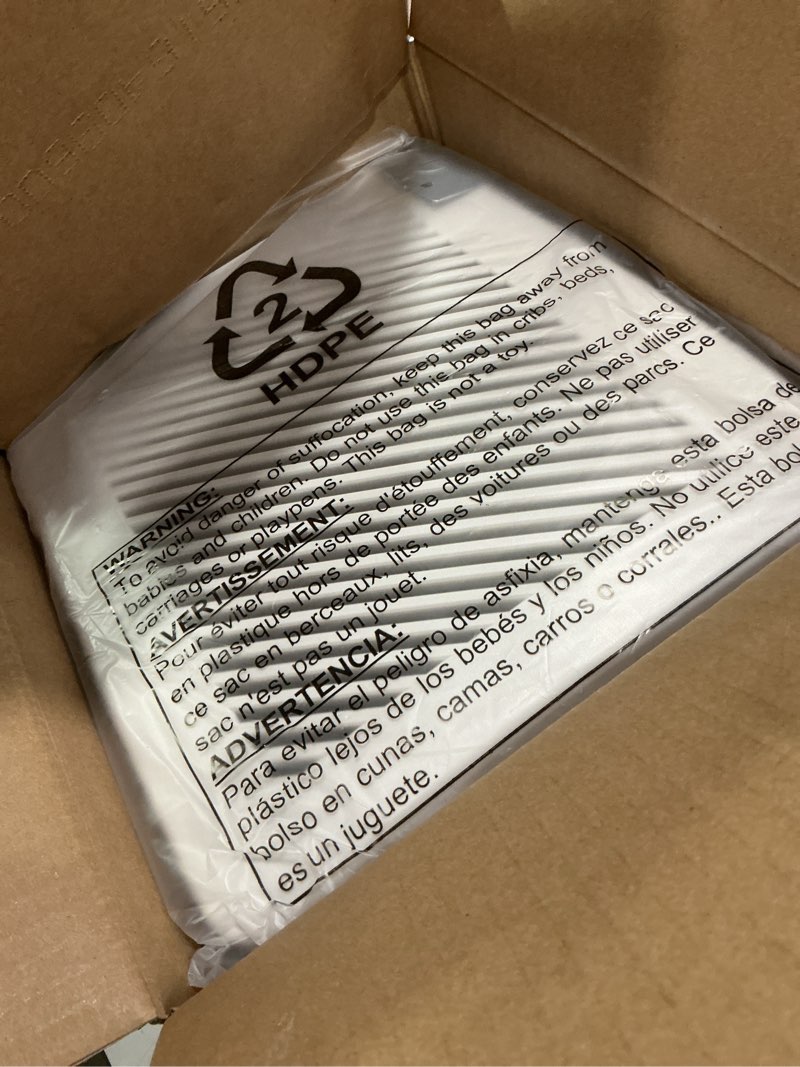 2
HDPE
WARNING:
To avoid danger of suffocation, keep this bag away from
babies and children. Do not use this bag in cribs, beds,
carriages or playpens. This bag is not a toy.
AVERTISSEMENT:
Pour éviter tout risque d'étouffement, conservez ce sac
en plastique hors de portée des enfants. Ne pas utiliser
ce sac en berceaux, lits, des voitures ou des parcs. Ce
sac n'est pas un jouet.
ADVERTENCIA:
Para evitar el peligro de asfixia, mantenga esta bolsa de
plástico lejos de los bebés y los niños. No utilice este
bolso en cunas, camas, carros o corrales.. Esta bol
es un juguete.